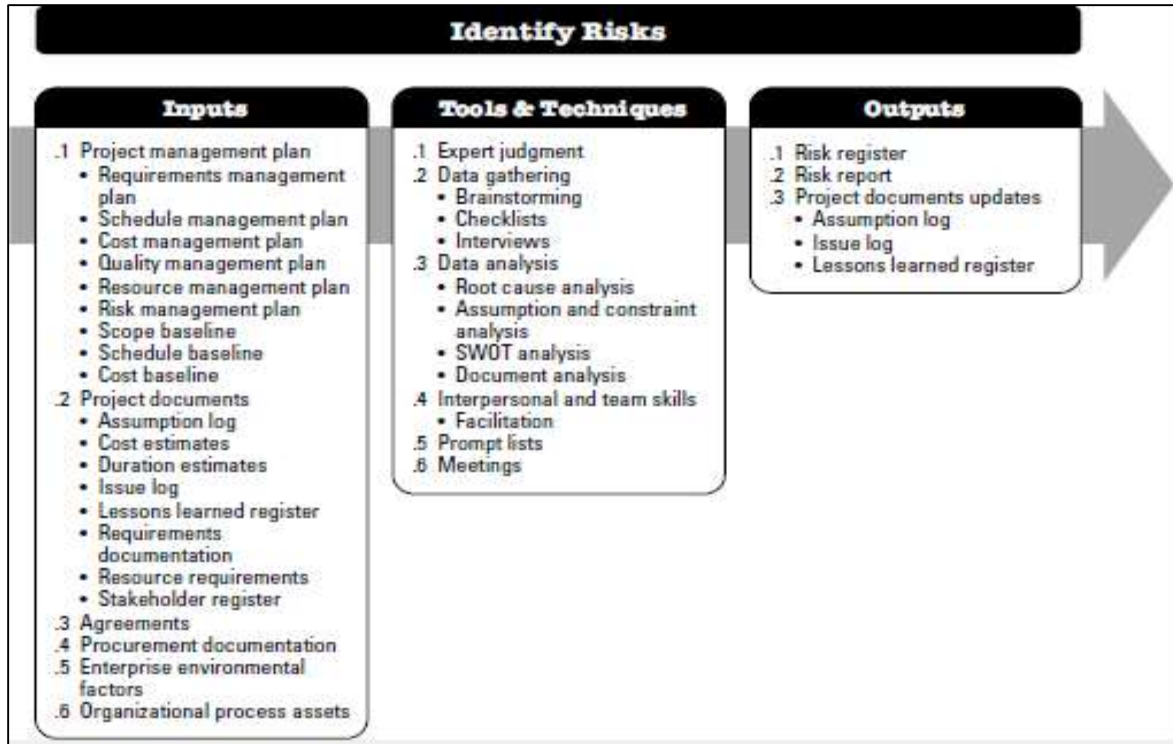 Identify Risks
Inputs
.1 Project management plan
• Requirements management
plan
• Schedule management plan
• Cost management plan
• Quality management plan
• Resource management plan
• Risk management plan
• Scope baseline
• Schedule baseline
• Cost baseline
.2 Project documents
• Assumption log
• Cost estimates
• Duration estimates
• Issue log
• Lessons learned register
• Requirements
documentation
• Resource requirements
• Stakeholder register
.3 Agreements
.4 Procurement documentation
.5 Enterprise environmental
factors
.6 Organizational process assets
Tools & Techniques
.1 Expert judgment
.2 Data gathering
• Brainstorming
• Checklists
• Interviews
.3 Data analysis
• Root cause analysis
• Assumption and constraint
analysis
• SWOT analysis
• Document analysis
.4 Interpersonal and team skills
• Facilitation
.5 Prompt lists
.6 Meetings
Outputs
.1 Risk register
.2 Risk report
.3 Project documents updates
• Assumption log
• Issue log
• Lessons learned register